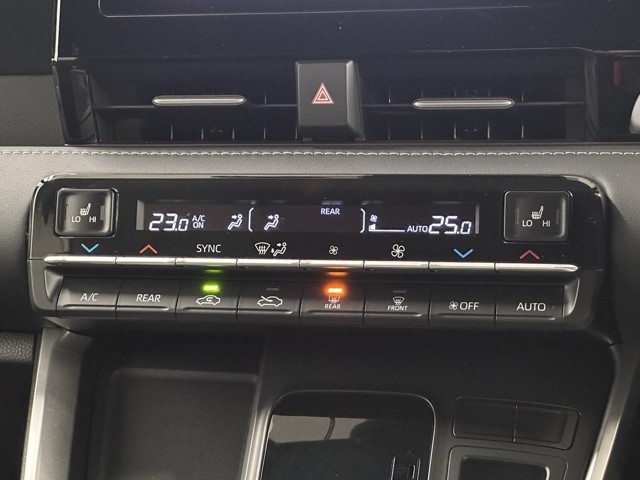 LO HI
23.0 A/C ON
REAR
AUTO 25.0
LO HI
SYNC
A/C REAR REAR FRONT OFF AUTO